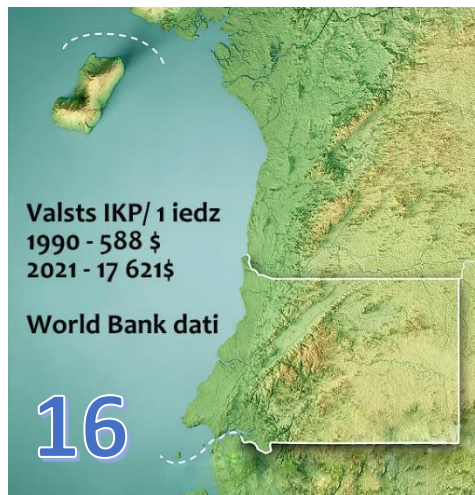 Valsts IKP/ 1 iedz
1990 - 588 $
2021 - 17 621$
World Bank dati
16